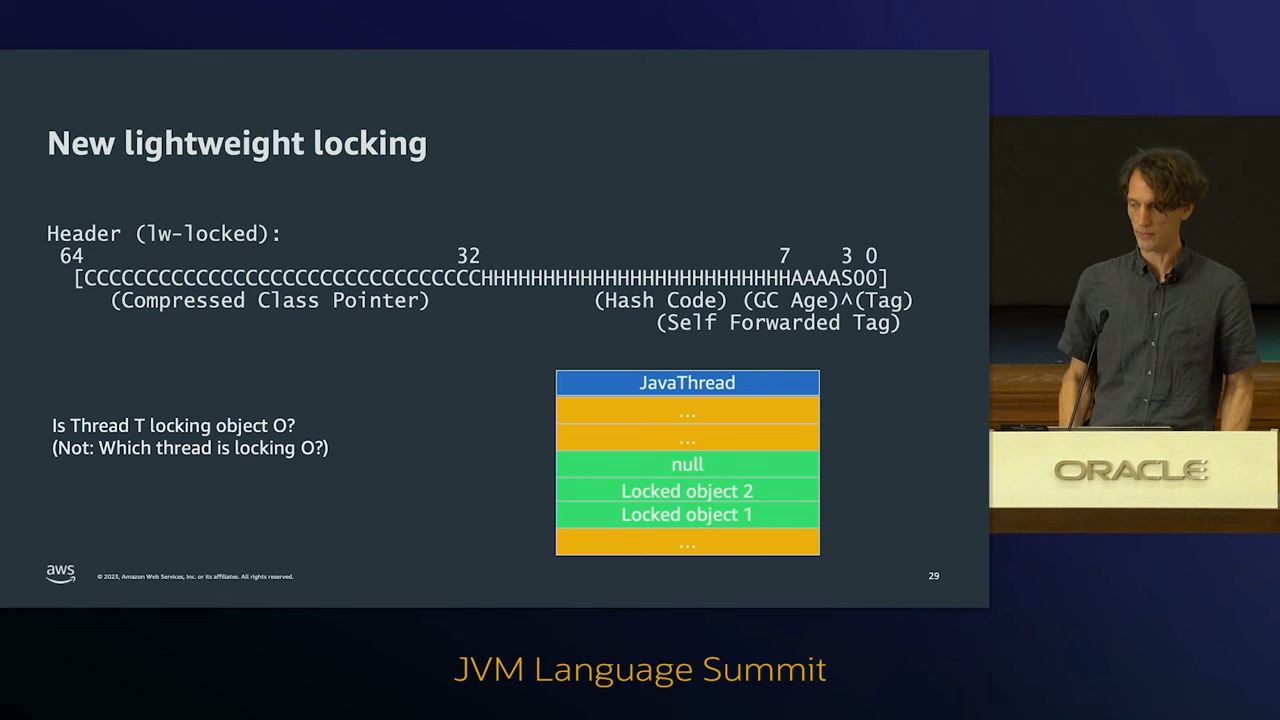 New lightweight locking
Header (lw-locked):
64 32 7 3 0
[CCCCCCCCCCCCCCCCCCCCCCCCCCCCCCCCHHHHHHHHHHHHHHHHHHHHHHHHHAAAAS00]
(Compressed Class Pointer) (Hash Code) (GC Age)^(Tag)
(Self Forwarded Tag)
Is Thread T locking object O?
(Not: Which thread is locking O?)
JavaThread
...
...
null
Locked object 2
Locked object 1
...
aws
© 2023, Amazon Web Services, Inc. or its affiliates. All rights reserved.
29
ORACLE
JVM Language Summit